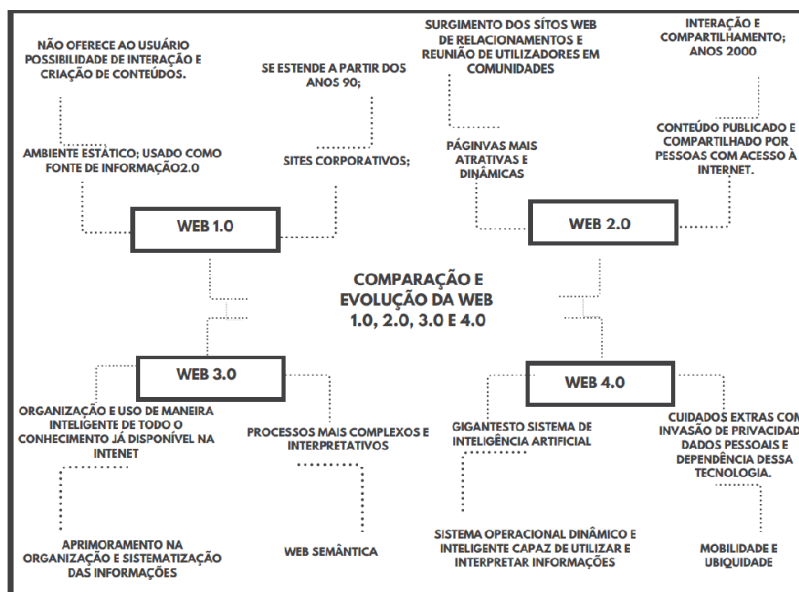 NÃO OFERECE AO USUÁRIO
POSSIBILIDADE DE INTERAÇÃO E
CRIAÇÃO DE CONTEÚDOS.
SE ESTENDE A PARTIR DOS
ANOS 90;
AMBIENTE ESTÁTICO; USADO COMO
FONTE DE INFORMAÇÃO2.0
SITES CORPORATIVOS;
WEB 1.0
SURGIMENTO DOS SÍTOS WEB
DE RELACIONAMENTOS E
REUNIÃO DE UTILIZADORES EM
COMUNIDADES
INTERAÇÃO E
COMPARTILHAMENTO;
ANOS 2000
PÁGINVAS MAIS
ATRATIVAS E
DINÂMICAS
CONTEÚDO PUBLICADO E
COMPARTILHADO POR
PESSOAS COM ACESSO À
INTERNET.
WEB 2.0
COMPARAÇÃO E
EVOLUÇÃO DA WEB
1.0, 2.0, 3.0 E 4.0
WEB 3.0
ORGANIZAÇÃO E USO DE MANEIRA
INTELIGENTE DE TODO O
CONHECIMENTO JÁ DISPONÍVEL NA
INTENET
PROCESSOS MAIS COMPLEXOS E
INTERPRETATIVOS
APRIMORAMENTO NA
ORGANIZAÇÃO E SISTEMATIZAÇÃO
DAS INFORMAÇÕES
WEB SEMÂNTICA
WEB 4.0
GIGANTESTO SISTEMA DE
INTELIGÊNCIA ARTIFICIAL
CUIDADOS EXTRAS COM
INVASÃO DE PRIVACIDAD
DADOS PESSOAIS E
DEPENDÊNCIA DESSA
TECNOLOGIA.
SISTEMA OPERACIONAL DINÂMICO E
INTELIGENTE CAPAZ DE UTILIZAR E
INTERPRETAR INFORMAÇÕES
MOBILIDADE E
UBIQUIDADE